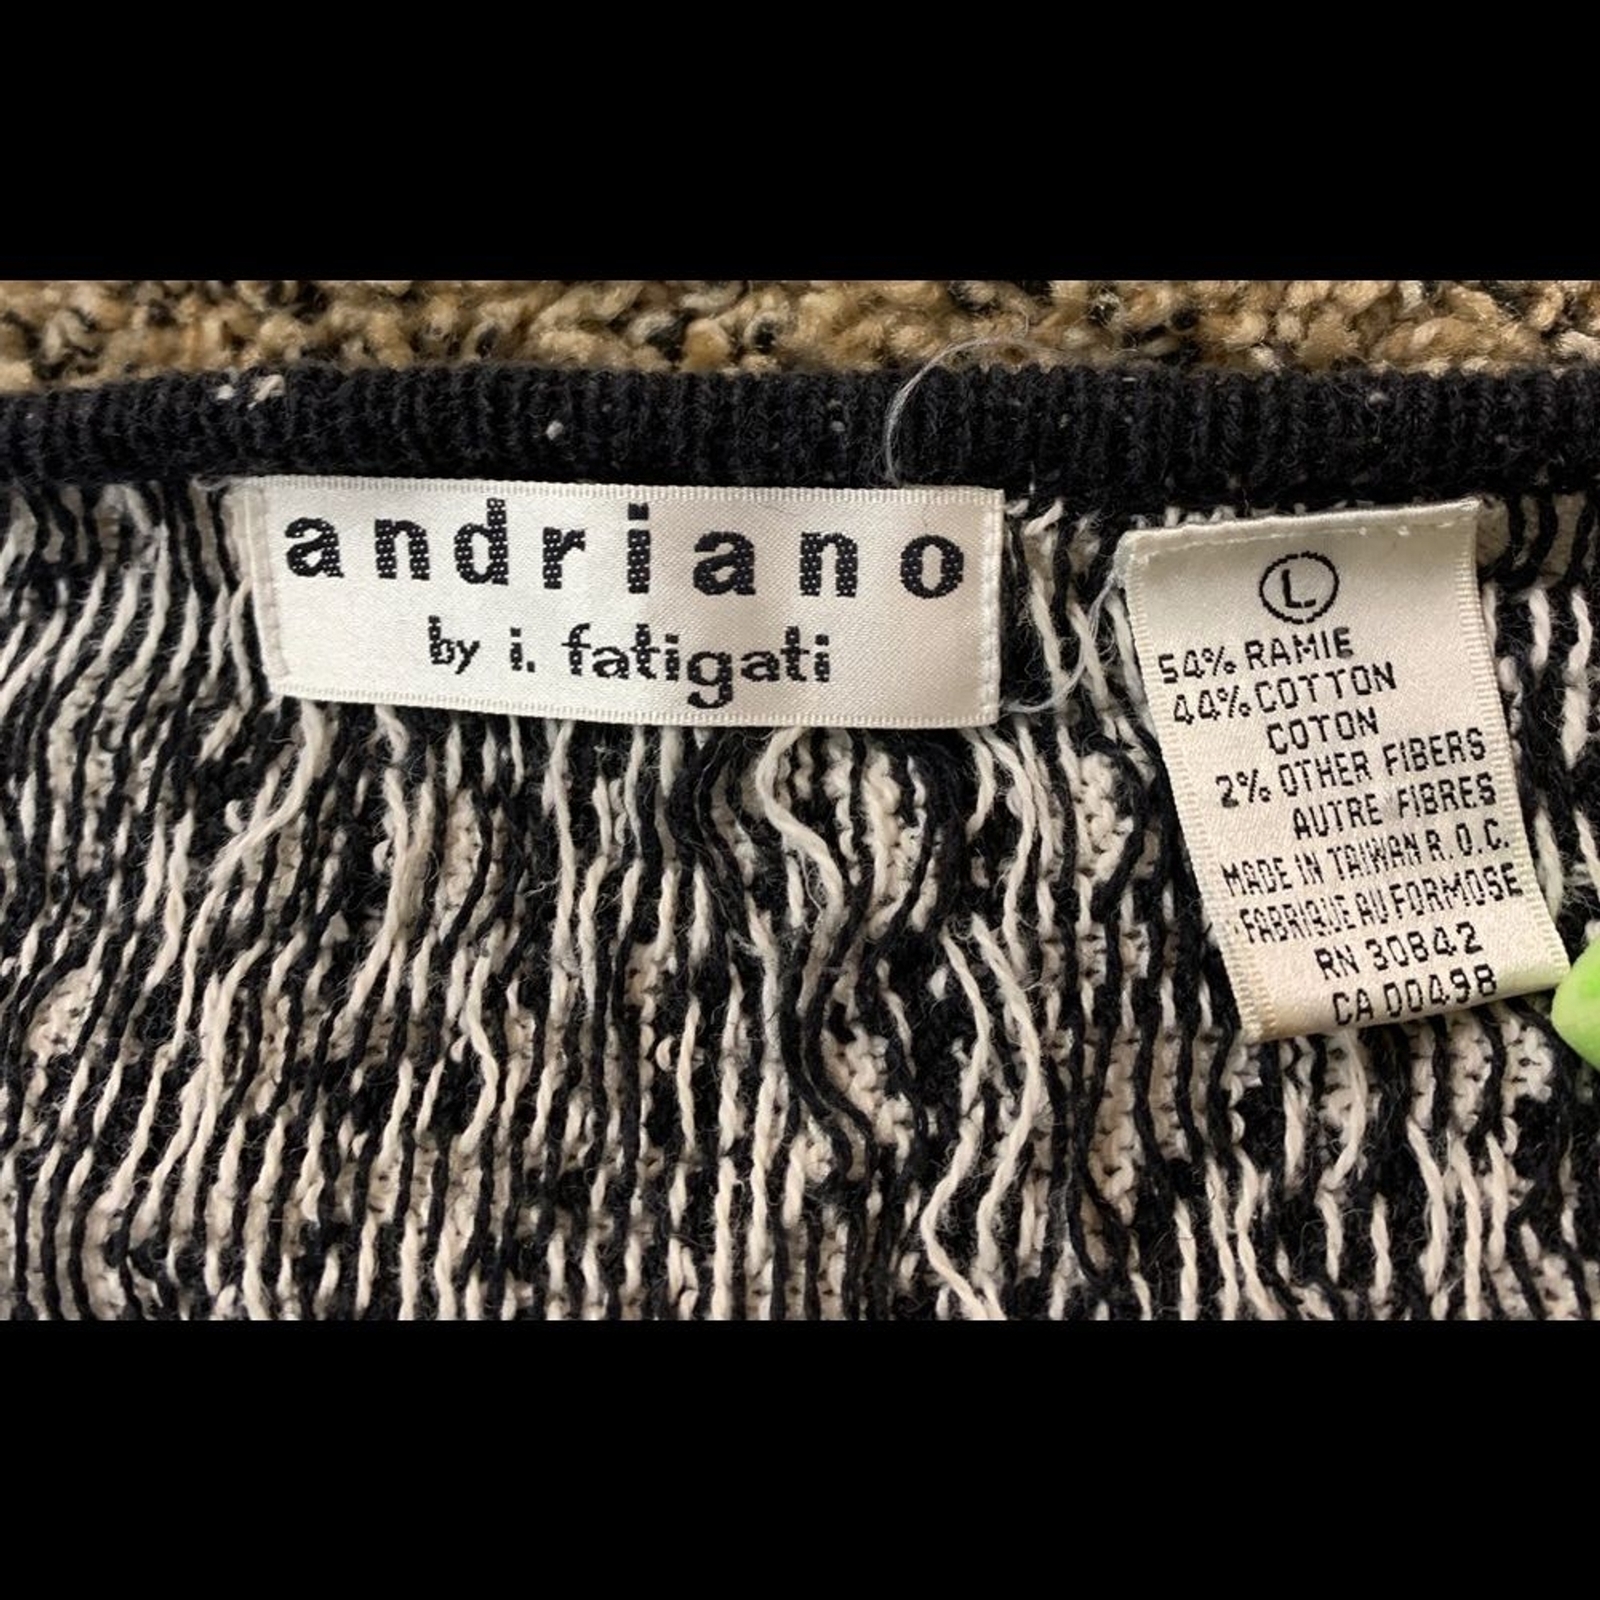 andriano
by i. fatigati
L
54% RAMIE
44% COTTON
COTON
2% OTHER FIBERS
AUTRE FIBRES
MADE IN TAIWAN R.O.C.
FABRIQUE AU FORMOSE
RN 30842
CA 00498